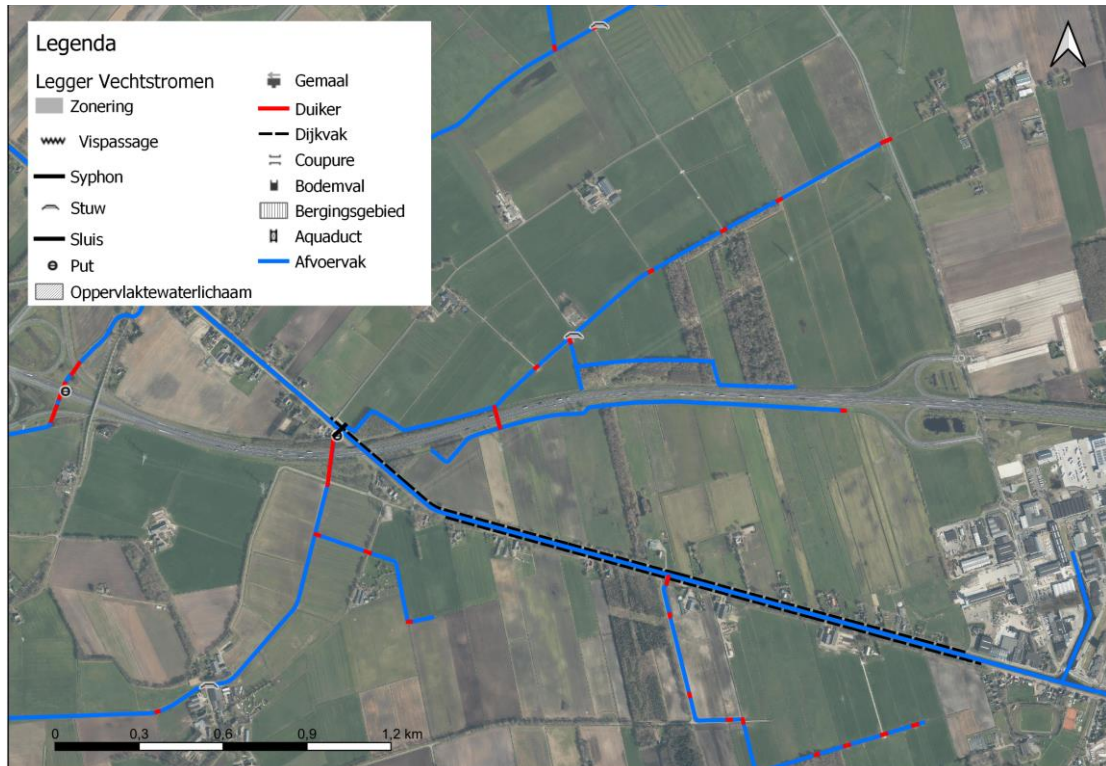 Legenda
Legger Vechtstromen
Zonering
Vispassage
Syphon
Stuw
Sluis
Put
Oppervlaktewaterlichaam
Gemaal
Duiker
Dijkvak
Coupure
Bodemval
Bergingsgebied
Aquaduct
Afvoervak
0 0,3 0,6 0,9 1,2 km